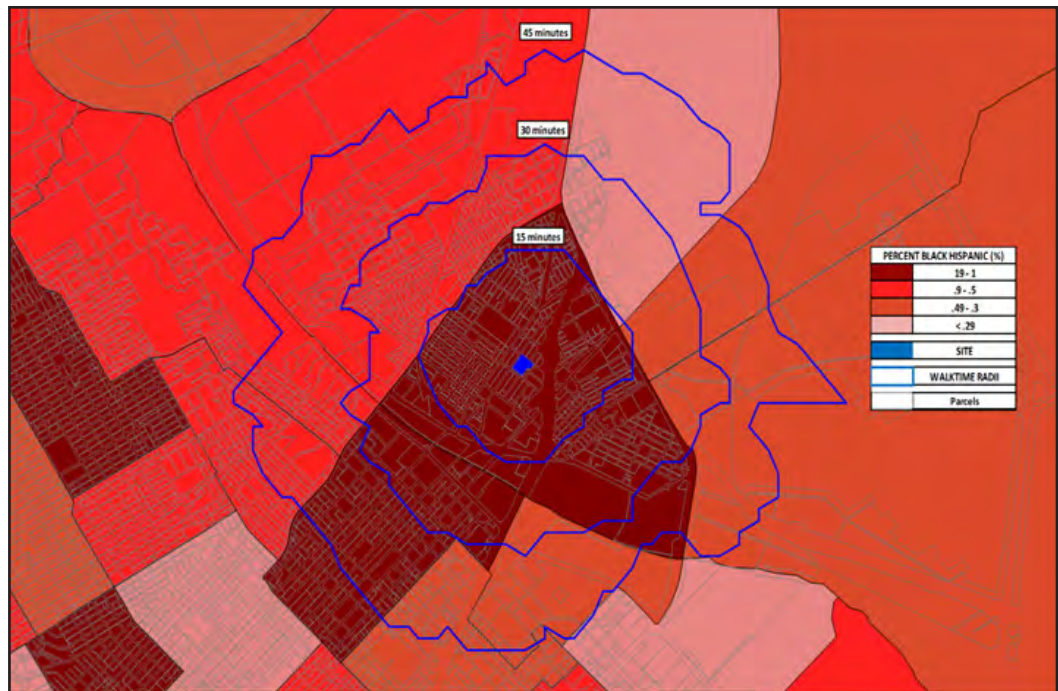 45 minutes
30 minutes
15 minutes
PERCENT BLACK HISPANIC (%)
19 - 1
.9 - .5
.49 - .3
< .29
SITE
WALKTIME RADII
Parcels